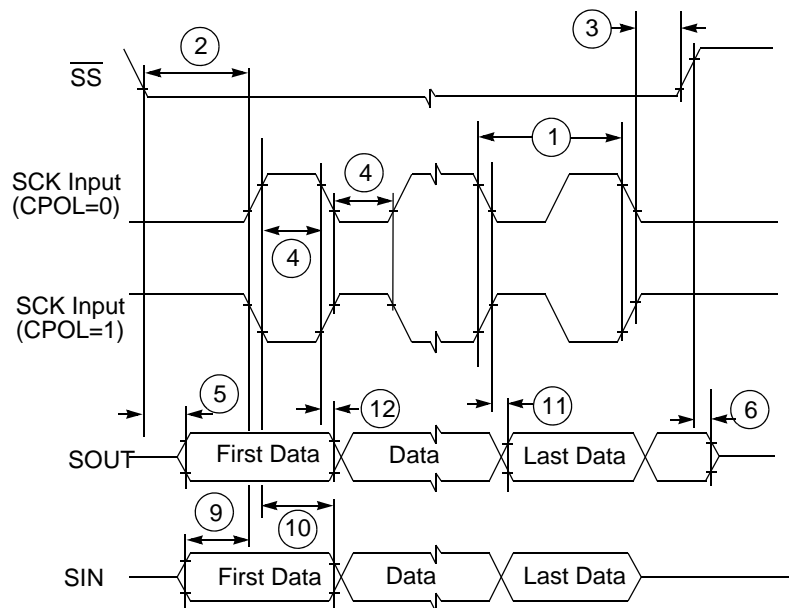 2
3
SS
1
SCK Input
(CPOL=0)
4
4
SCK Input
(CPOL=1)
5
12
11
6
SOUT
First Data
Data
Last Data
9
10
SIN
First Data
Data
Last Data